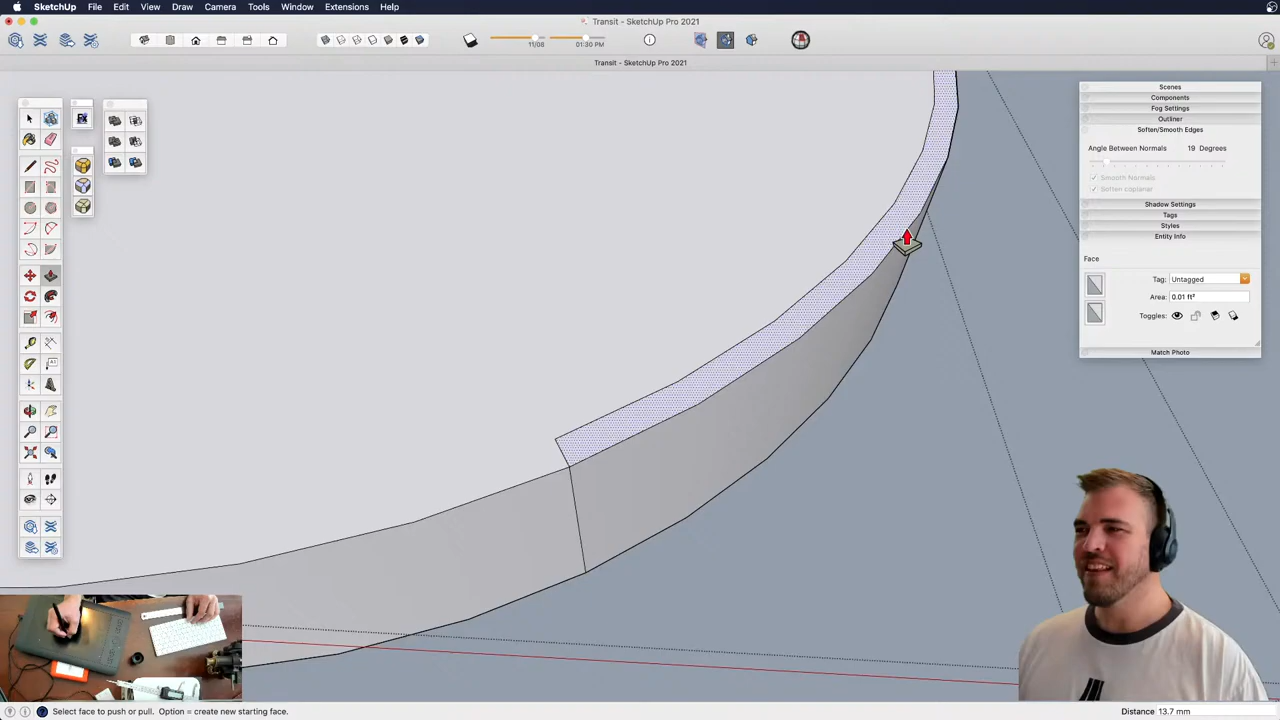 SketchUp File Edit View Draw Camera Tools Window Extensions Help
Transit - SketchUp Pro 2021
11/08 01:30 PM
Transit - SketchUp Pro 2021
Scenes
Components
Fog Settings
Outliner
Soften/Smooth Edges
Angle Between Normals 19 Degrees
Smooth Normals
Soften coplanar
Shadow Settings
Tags
Styles
Entity Info
Face
Tag: Untagged
Area: 0.01 ft²
Toggles:
Match Photo
Select face to push or pull. Option = create new starting face.
Distance 13.7 mm